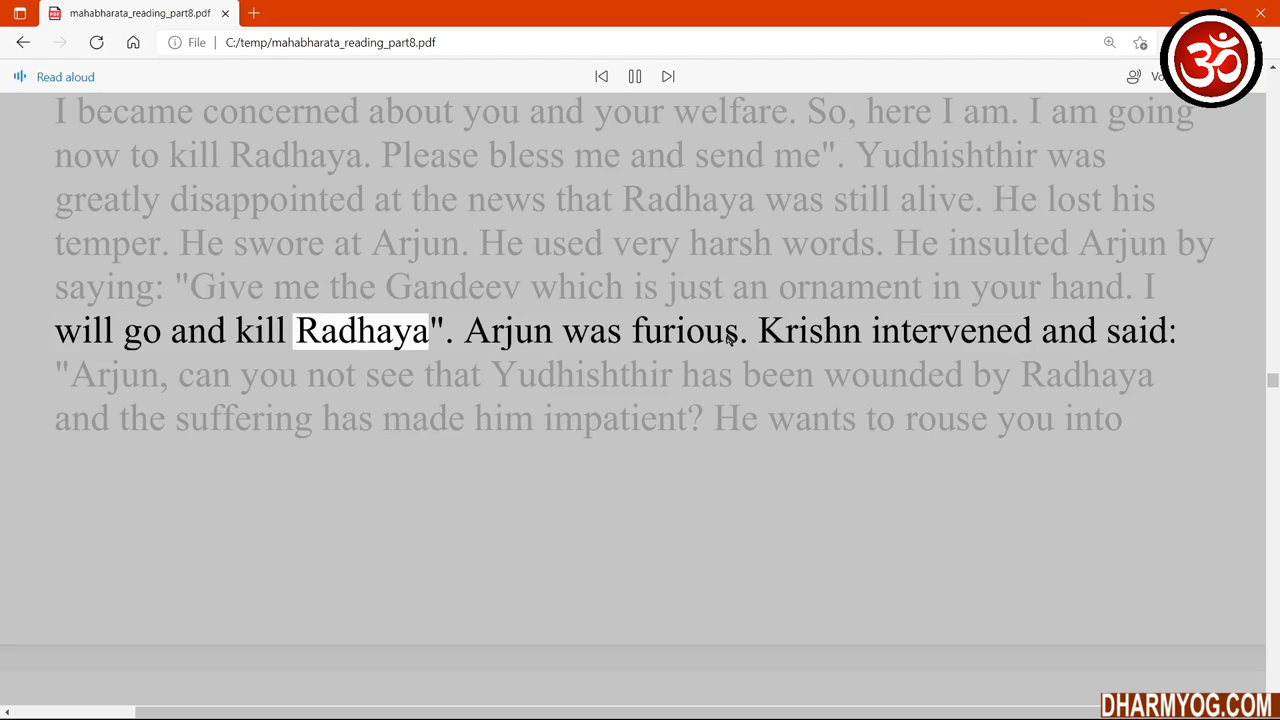 mahabharata_reading_part8.pdf
File C:/temp/mahabharata_reading_part8.pdf
Read aloud
ॐ
I became concerned about you and your welfare. So, here I am. I am going
now to kill Radhaya. Please bless me and send me". Yudhishthir was
greatly disappointed at the news that Radhaya was still alive. He lost his
temper. He swore at Arjun. He used very harsh words. He insulted Arjun by
saying: "Give me the Gandeev which is just an ornament in your hand. I
will go and kill Radhaya". Arjun was furious. Krishn intervened and said:
"Arjun, can you not see that Yudhishthir has been wounded by Radhaya
and the suffering has made him impatient? He wants to rouse you into
DHARMYOG.COM